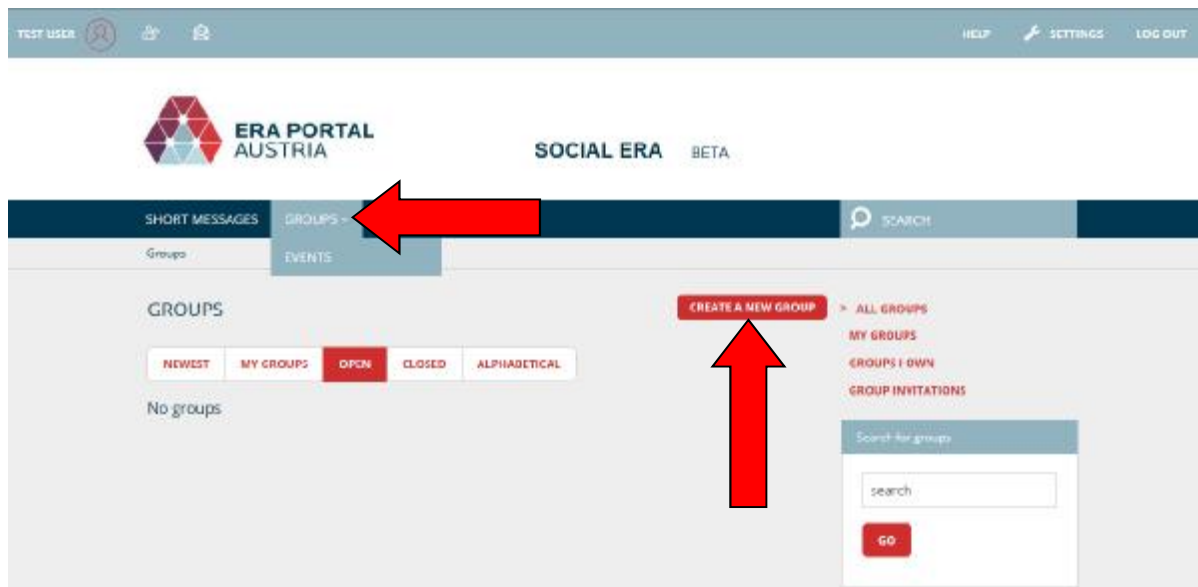 TEST USER
HELP SETTINGS LOG OUT
ERA PORTAL
AUSTRIA
SOCIAL ERA BETA
SHORT MESSAGES GROUPS SEARCH
Groups EVENTS
GROUPS CREATE A NEW GROUP > ALL GROUPS
MY GROUPS
NEWEST MY GROUPS OPEN CLOSED ALPHABETICAL
GROUPS I OWN
GROUP INVITATIONS
No groups
Search for groups
search
GO